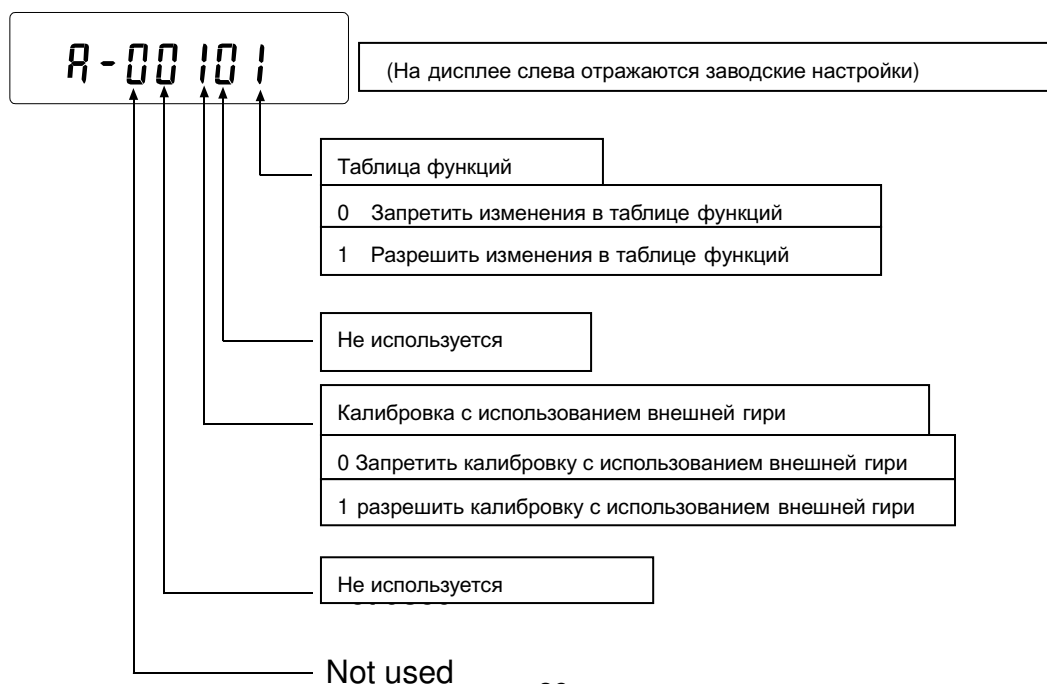 A-00101
(На дисплее слева отражаются заводские настройки)
Таблица функций
0 Запретить изменения в таблице функций
1 Разрешить изменения в таблице функций
Не используется
Калибровка с использованием внешней гири
0 Запретить калибровку с использованием внешней гири
1 разрешить калибровку с использованием внешней гири
Не используется
Not used